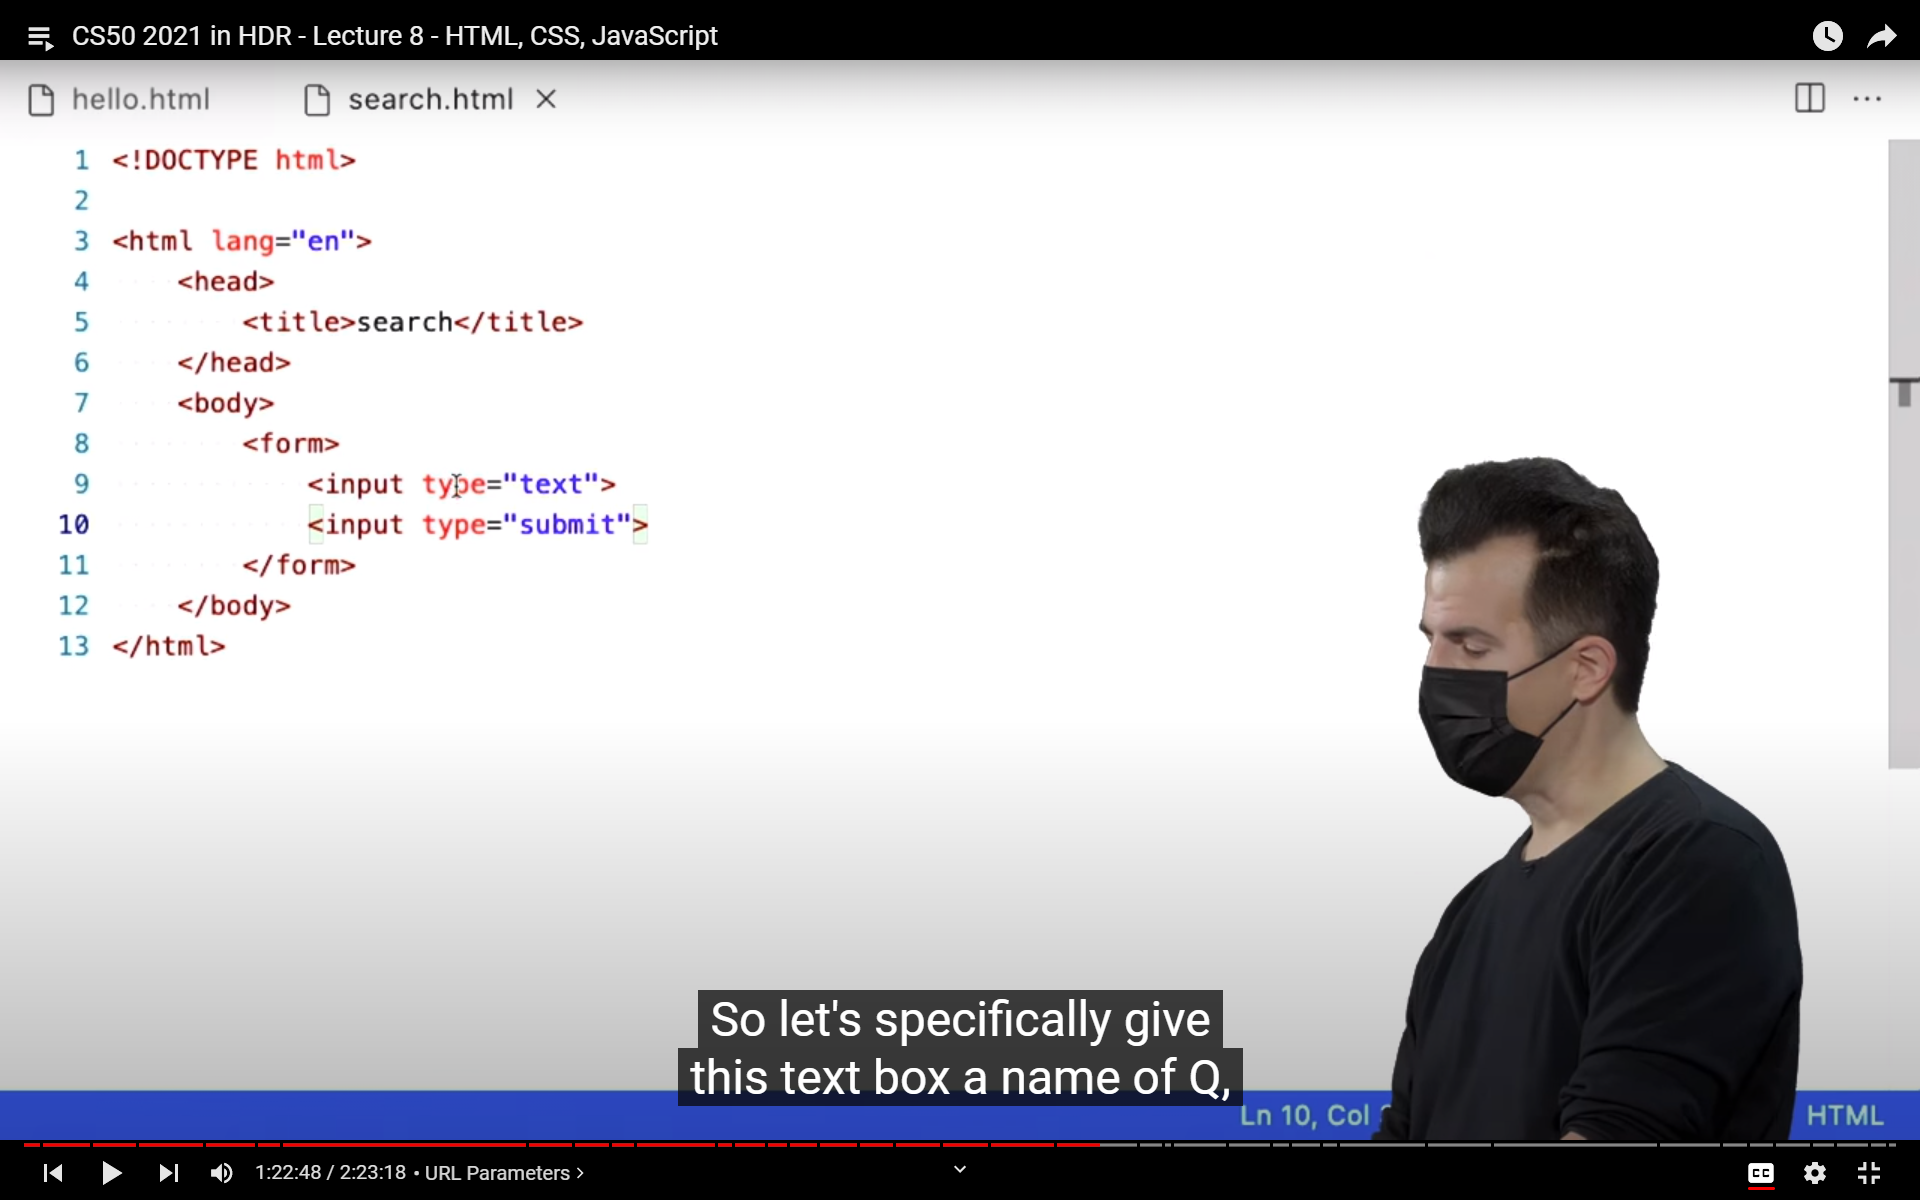 CS50 2021 in HDR - Lecture 8 - HTML, CSS, JavaScript
hello.html search.html
1 <!DOCTYPE html>
2
3 <html lang="en">
4 <head>
5 <title>search</title>
6 </head>
7 <body>
8 <form>
9 <input type="text">
10 <input type="submit">
11 </form>
12 </body>
13 </html>
So let's specifically give
this text box a name of Q,
Ln 10, Col
HTML
1:22:48 / 2:23:18 • URL Parameters ›
CC